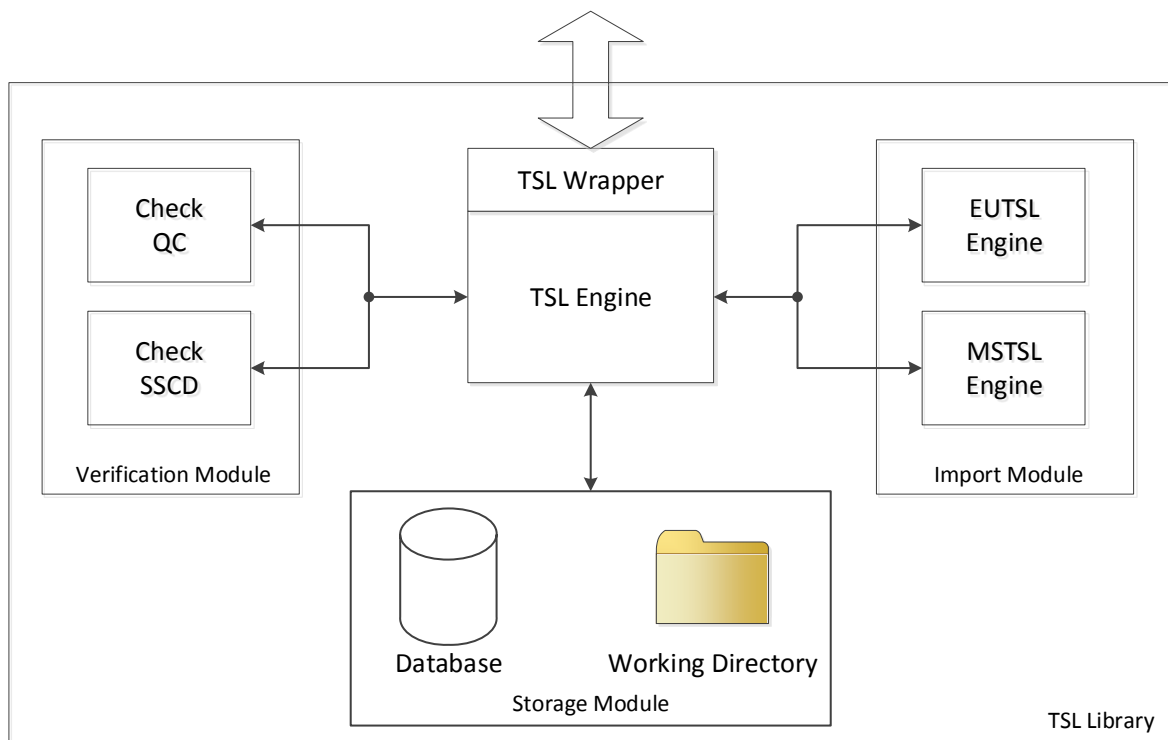 TSL Wrapper
TSL Engine
Check
QC
Check
SSCD
Verification Module
EUTSL
Engine
MSTSL
Engine
Import Module
Database
Working Directory
Storage Module
TSL Library